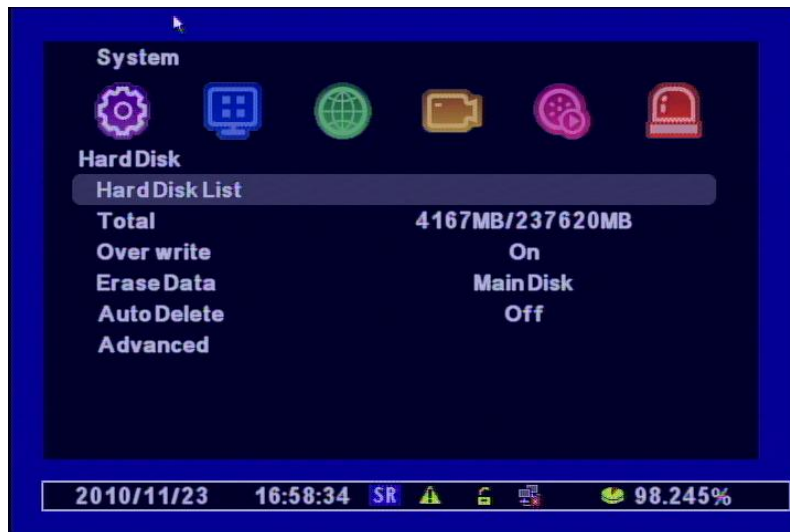 System
Hard Disk
Hard Disk List
Total 4167MB/237620MB
Over write On
Erase Data Main Disk
Auto Delete Off
Advanced
2010/11/23 16:58:34 SR 98.245%